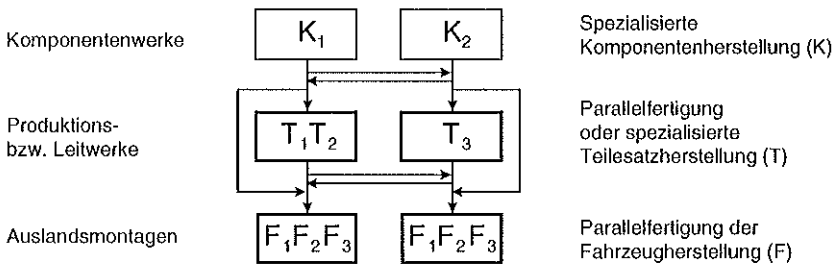 Komponentenwerke
K₁
K₂
Spezialisierte
Komponentenherstellung (K)
Produktions-
bzw. Leitwerke
T₁T₂
T₃
Parallelfertigung
oder spezialisierte
Teilesatzherstellung (T)
Auslandsmontagen
F₁F₂F₃
F₁F₂F₃
Parallelfertigung der
Fahrzeugherstellung (F)